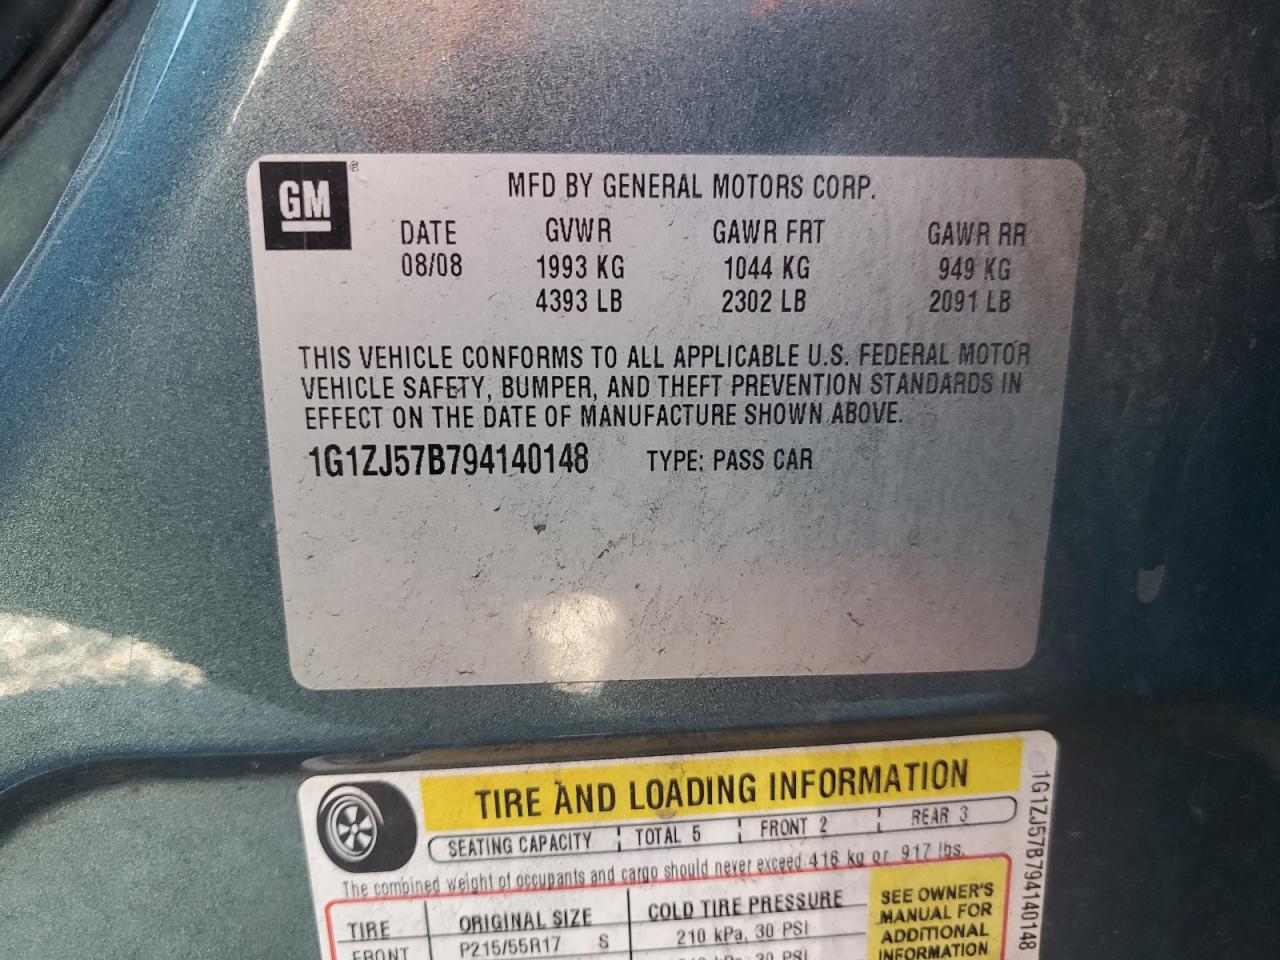 GM ®
MFD BY GENERAL MOTORS CORP.
DATE GVWR GAWR FRT GAWR RR
08/08 1993 KG 1044 KG 949 KG
4393 LB 2302 LB 2091 LB
THIS VEHICLE CONFORMS TO ALL APPLICABLE U.S. FEDERAL MOTOR
VEHICLE SAFETY, BUMPER, AND THEFT PREVENTION STANDARDS IN
EFFECT ON THE DATE OF MANUFACTURE SHOWN ABOVE.
1G1ZJ57B794140148 TYPE: PASS CAR
TIRE AND LOADING INFORMATION
SEATING CAPACITY TOTAL 5 FRONT 2 REAR 3
The combined weight of occupants and cargo should never exceed 416 kg or 917 lbs.
TIRE ORIGINAL SIZE COLD TIRE PRESSURE
FRONT P215/55R17 S 210 kPa, 30 PSI
30 PSI
SEE OWNER'S
MANUAL FOR
ADDITIONAL
INFORMATION
1G1ZJ57B794140148